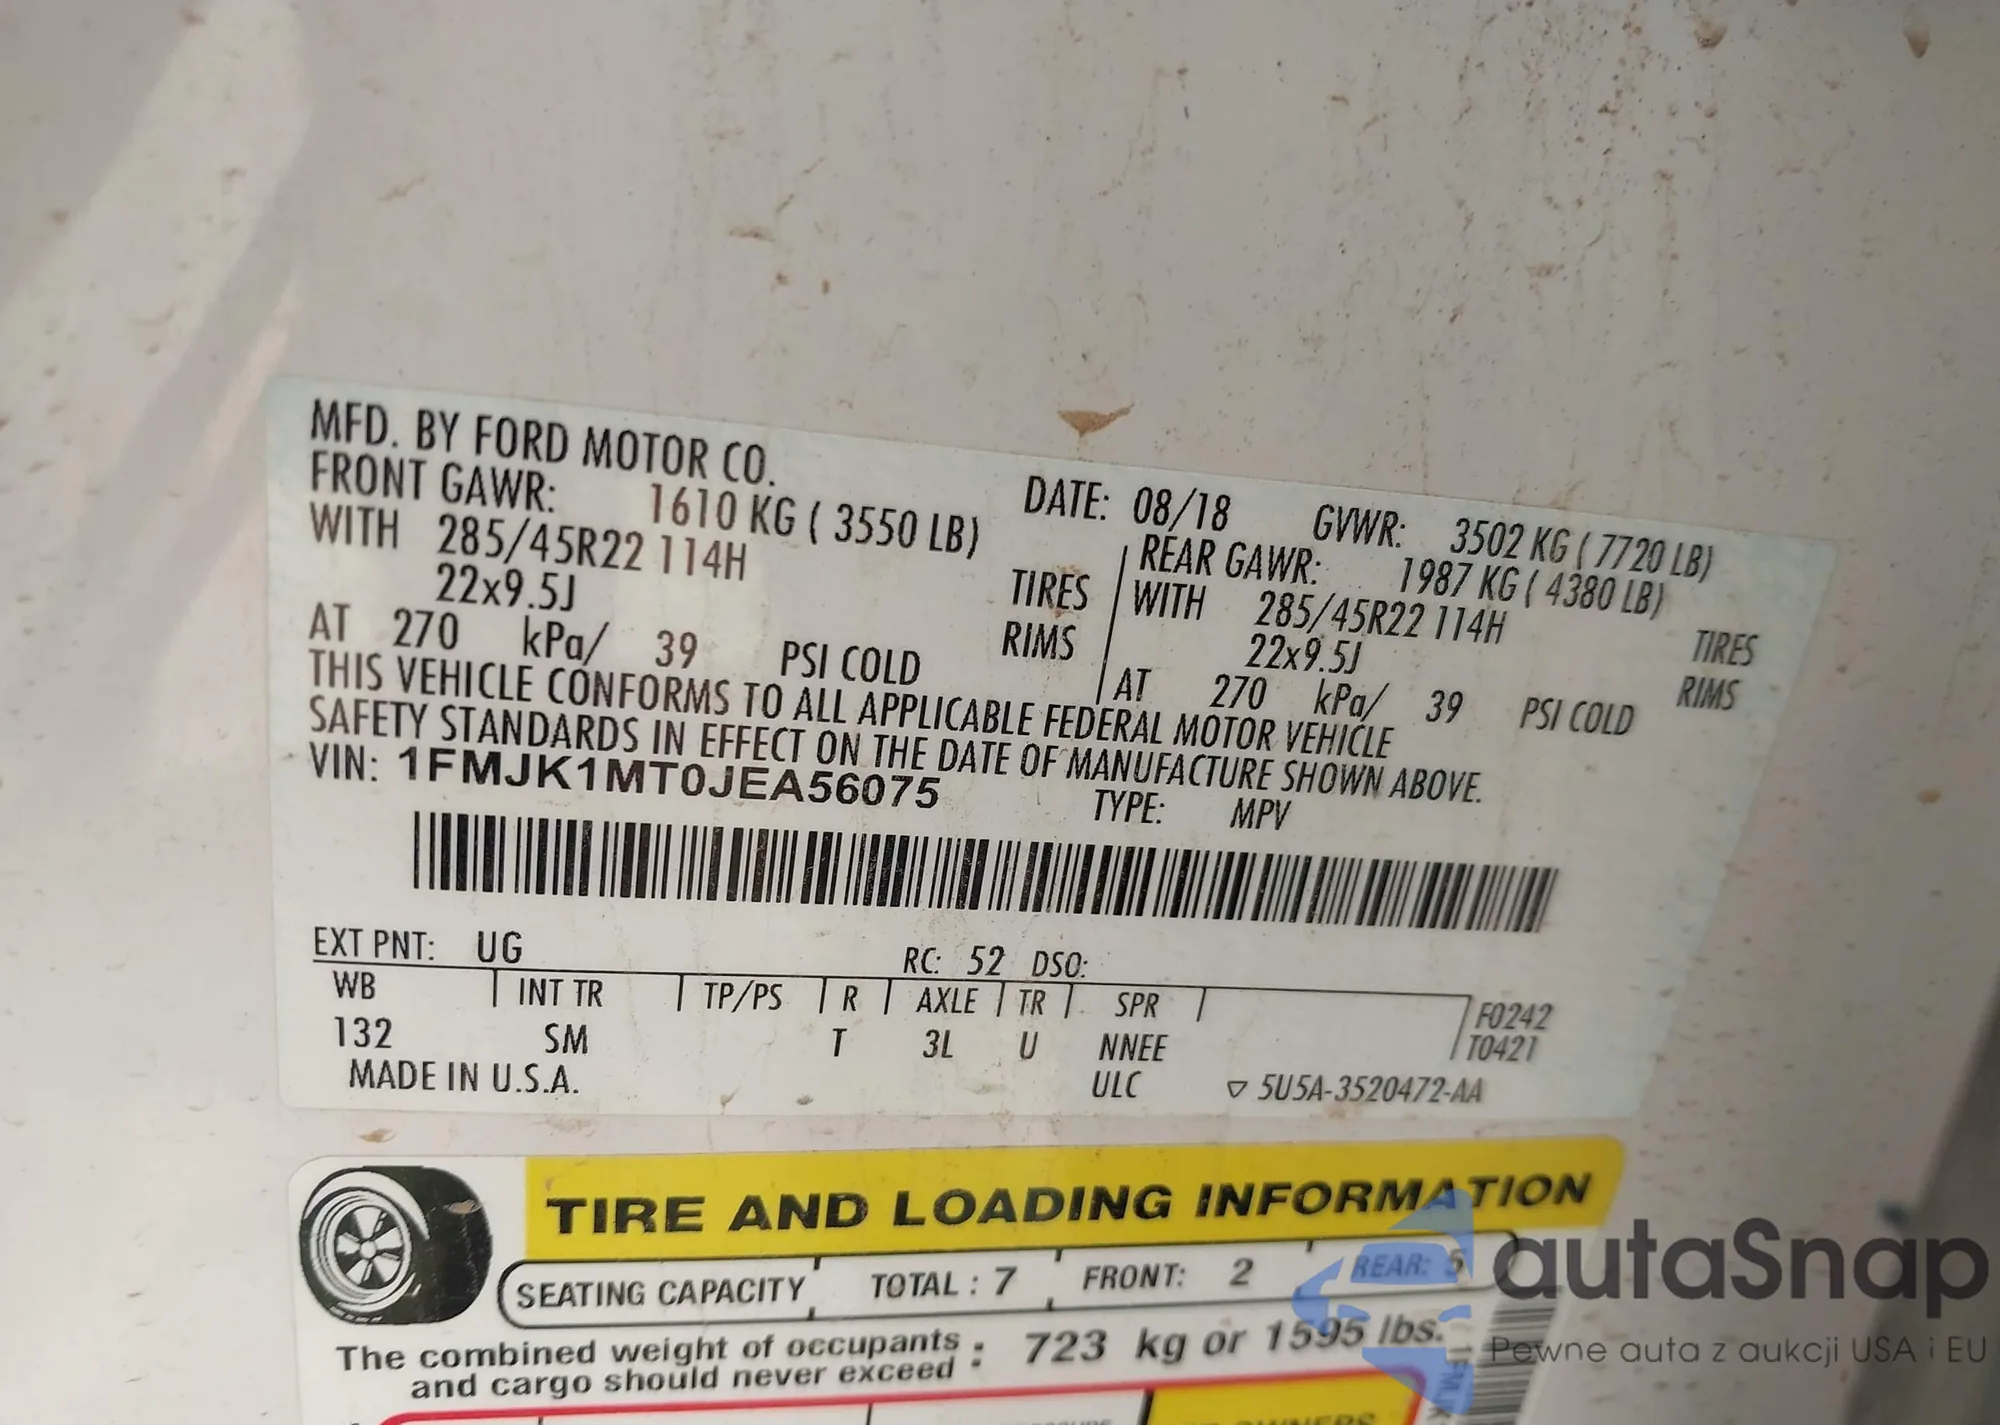 MFD. BY FORD MOTOR CO.
DATE: 08/18 GVWR: 3502 KG ( 7720 LB)
FRONT GAWR: 1610 KG ( 3550 LB) REAR GAWR: 1987 KG ( 4380 LB)
WITH 285/45R22 114H TIRES WITH 285/45R22 114H TIRES
22x9.5J RIMS 22x9.5J RIMS
AT 270 kPa/ 39 PSI COLD AT 270 kPa/ 39 PSI COLD
THIS VEHICLE CONFORMS TO ALL APPLICABLE FEDERAL MOTOR VEHICLE
SAFETY STANDARDS IN EFFECT ON THE DATE OF MANUFACTURE SHOWN ABOVE.
VIN: 1FMJK1MT0JEA56075 TYPE: MPV
EXT PNT: UG RC: 52 DSO:
WB INT TR TP/PS R AXLE TR SPR F0242
132 SM T 3L U NNEE T0421
MADE IN U.S.A. ULC ▽ 5U5A-3520472-AA
TIRE AND LOADING INFORMATION
SEATING CAPACITY TOTAL : 7 FRONT: 2 REAR: 5
The combined weight of occupants
and cargo should never exceed : 723 kg or 1595 lbs.
autaSnap
Pewne auta z aukcji USA i EU